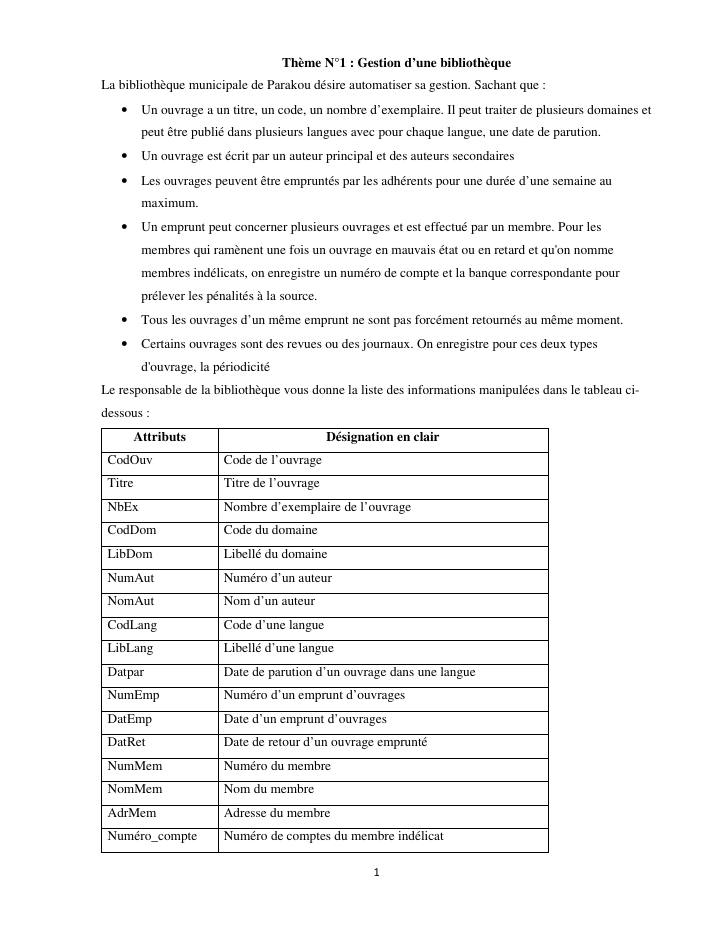 Thème N°1 : Gestion d’une bibliothèque
La bibliothèque municipale de Parakou désire automatiser sa gestion. Sachant que :
• Un ouvrage a un titre, un code, un nombre d’exemplaire. Il peut traiter de plusieurs domaines et
peut être publié dans plusieurs langues avec pour chaque langue, une date de parution.
• Un ouvrage est écrit par un auteur principal et des auteurs secondaires
• Les ouvrages peuvent être empruntés par les adhérents pour une durée d’une semaine au
maximum.
• Un emprunt peut concerner plusieurs ouvrages et est effectué par un membre. Pour les
membres qui ramènent une fois un ouvrage en mauvais état ou en retard et qu'on nomme
membres indélicats, on enregistre un numéro de compte et la banque correspondante pour
prélever les pénalités à la source.
• Tous les ouvrages d’un même emprunt ne sont pas forcément retournés au même moment.
• Certains ouvrages sont des revues ou des journaux. On enregistre pour ces deux types
d'ouvrage, la périodicité
Le responsable de la bibliothèque vous donne la liste des informations manipulées dans le tableau ci-
dessous :
Attributs Désignation en clair
CodOuv Code de l’ouvrage
Titre Titre de l’ouvrage
NbEx Nombre d’exemplaire de l’ouvrage
CodDom Code du domaine
LibDom Libellé du domaine
NumAut Numéro d’un auteur
NomAut Nom d’un auteur
CodLang Code d’une langue
LibLang Libellé d’une langue
Datpar Date de parution d’un ouvrage dans une langue
NumEmp Numéro d’un emprunt d’ouvrages
DatEmp Date d’un emprunt d’ouvrages
DatRet Date de retour d’un ouvrage emprunté
NumMem Numéro du membre
NomMem Nom du membre
AdrMem Adresse du membre
Numéro_compte Numéro de comptes du membre indélicat
1